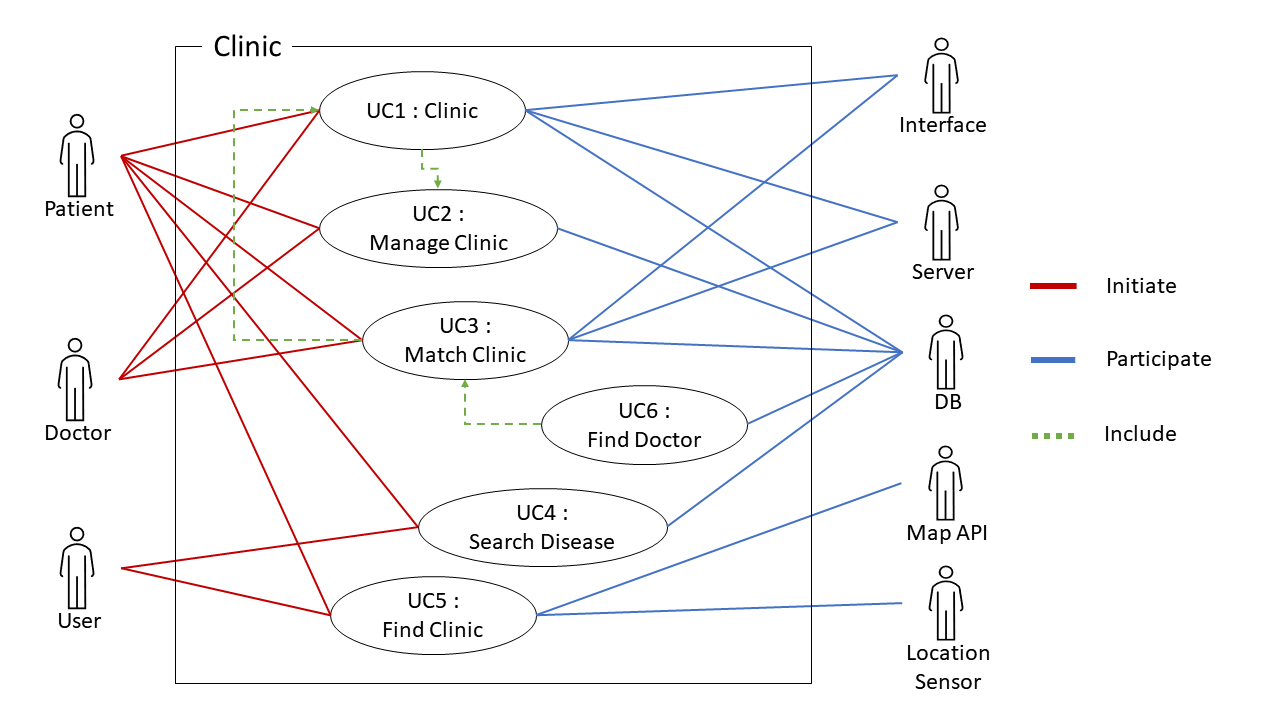 Clinic
UC1 : Clinic
UC2 :
Manage Clinic
UC3 :
Match Clinic
UC6 :
Find Doctor
UC4 :
Search Disease
UC5 :
Find Clinic
Patient
Doctor
User
Interface
Server
DB
Map API
Location
Sensor
Initiate
Participate
Include